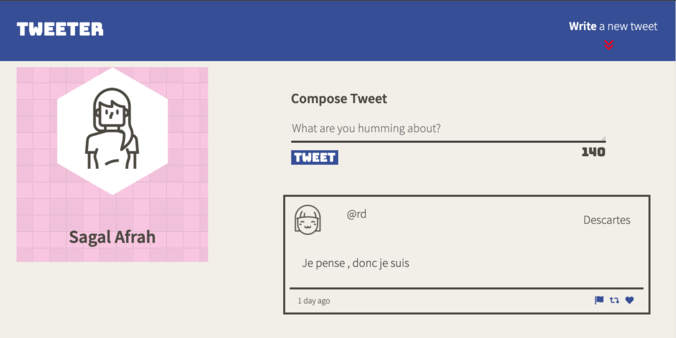 TWEETER
Write a new tweet
Sagal Afrah
Compose Tweet
What are you humming about?
TWEET
140
@rd
Descartes
Je pense , donc je suis
1 day ago